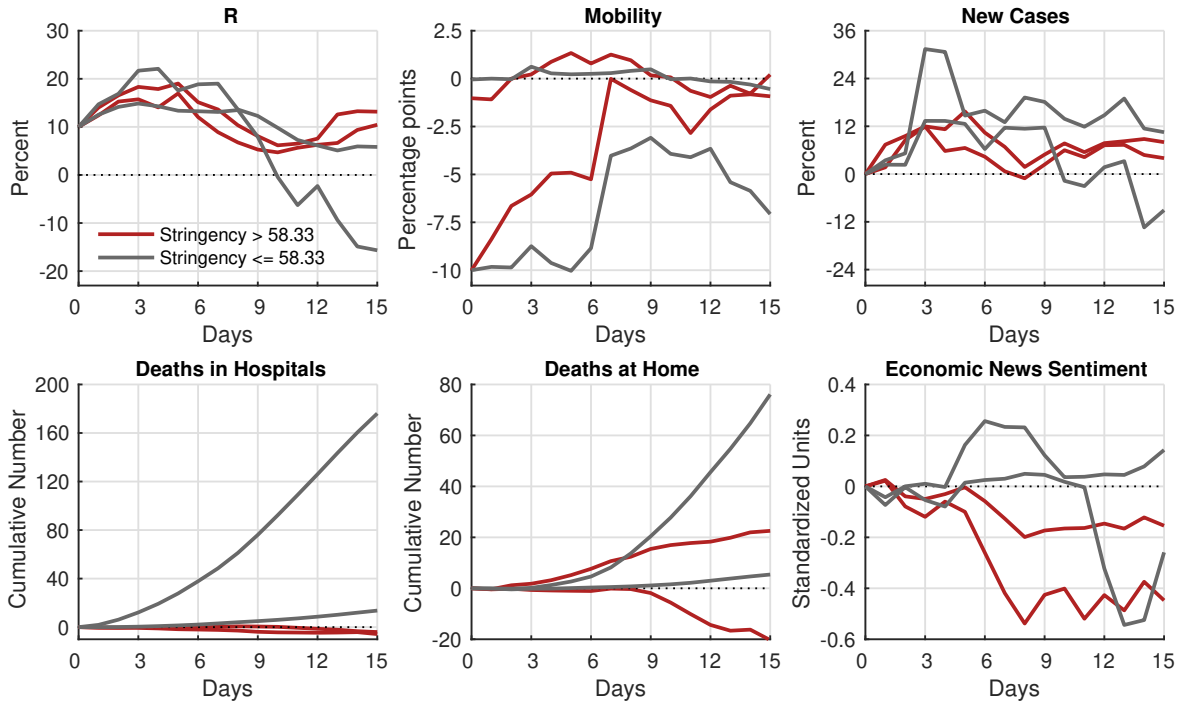 R
Percent
30
20
10
0
-10
-20
Stringency > 58.33
Stringency <= 58.33
0 3 6 9 12 15
Days
Mobility
Percentage points
2.5
0
-2.5
-5
-7.5
-10
0 3 6 9 12 15
Days
New Cases
Percent
36
24
12
0
-12
-24
0 3 6 9 12 15
Days
Deaths in Hospitals
Cumulative Number
200
160
120
80
40
0
0 3 6 9 12 15
Days
Deaths at Home
Cumulative Number
80
60
40
20
0
-20
0 3 6 9 12 15
Days
Economic News Sentiment
Standardized Units
0.4
0.2
0
-0.2
-0.4
-0.6
0 3 6 9 12 15
Days